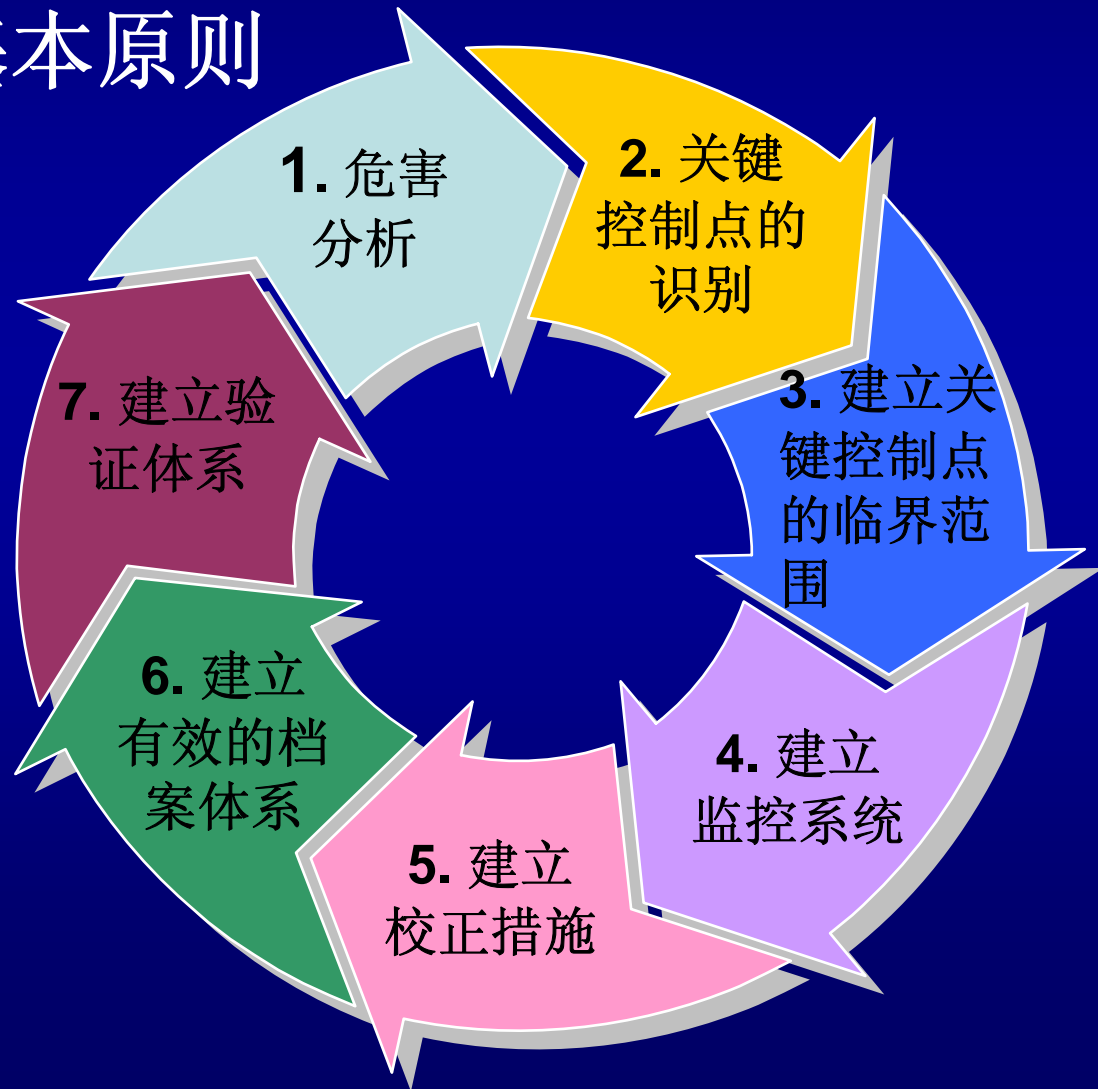 本原则
1. 危害
分析
2. 关键
控制点的
识别
3. 建立关
键控制点
的临界范
围
4. 建立
监控系统
5. 建立
校正措施
6. 建立
有效的档
案体系
7. 建立验
证体系